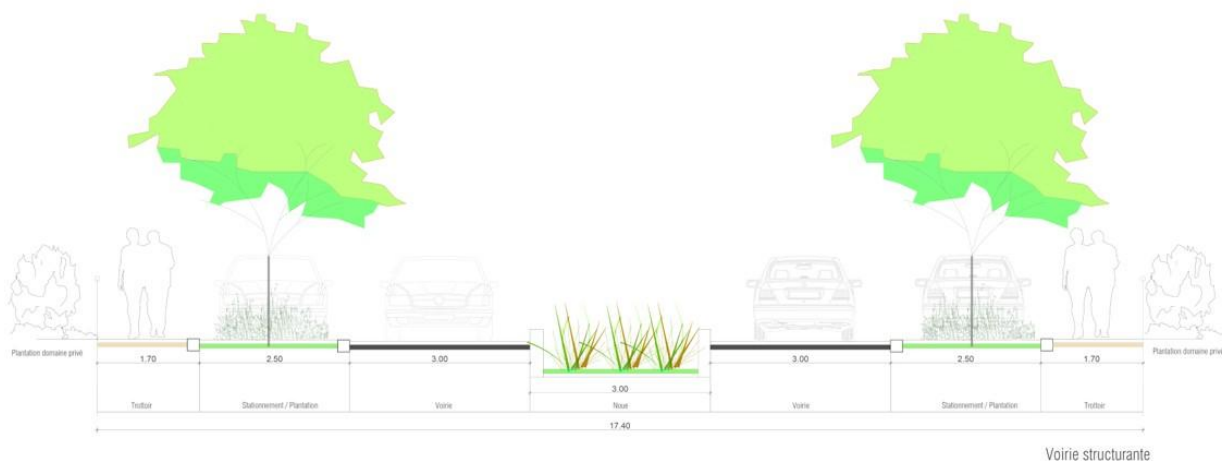 Plantation domaine privé
Plantation domaine privé
1.70
2.50
3.00
3.00
2.50
1.70
3.00
Trottoir
Stationnement / Plantation
Voirie
Noue
Voirie
Stationnement / Plantation
Trottoir
17.40
Voirie structurante